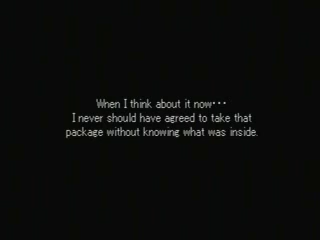 When I think about it now･･･
I never should have agreed to take that
package without knowing what was inside.